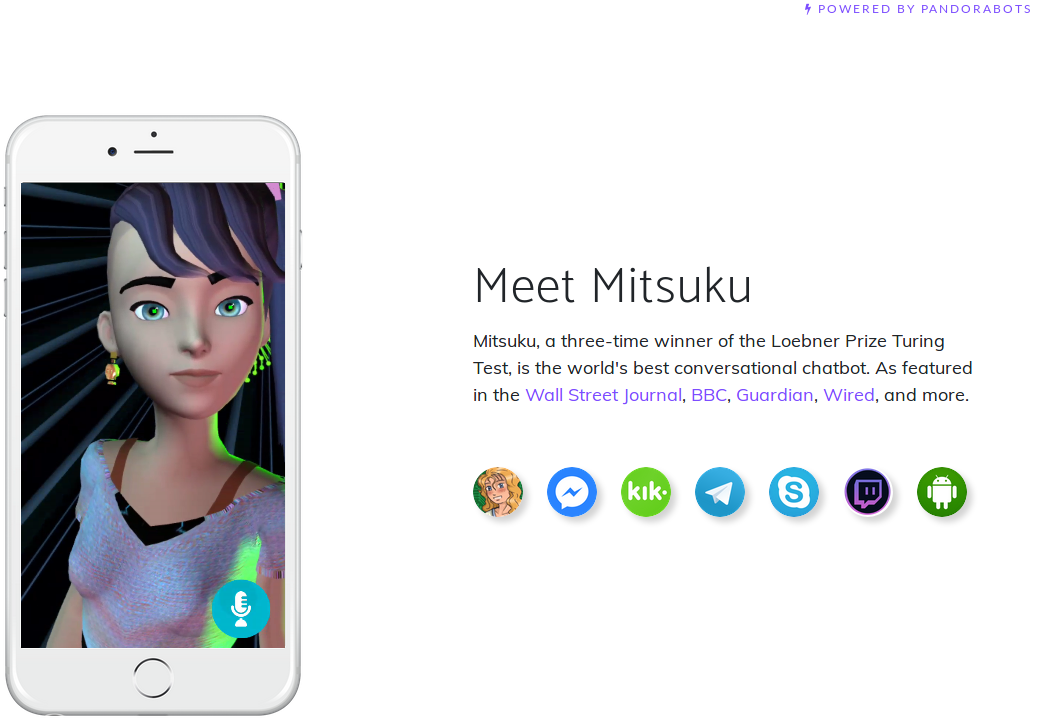 POWERED BY PANDORABOTS
Meet Mitsuku
Mitsuku, a three-time winner of the Loebner Prize Turing
Test, is the world's best conversational chatbot. As featured
in the Wall Street Journal, BBC, Guardian, Wired, and more.
kik·